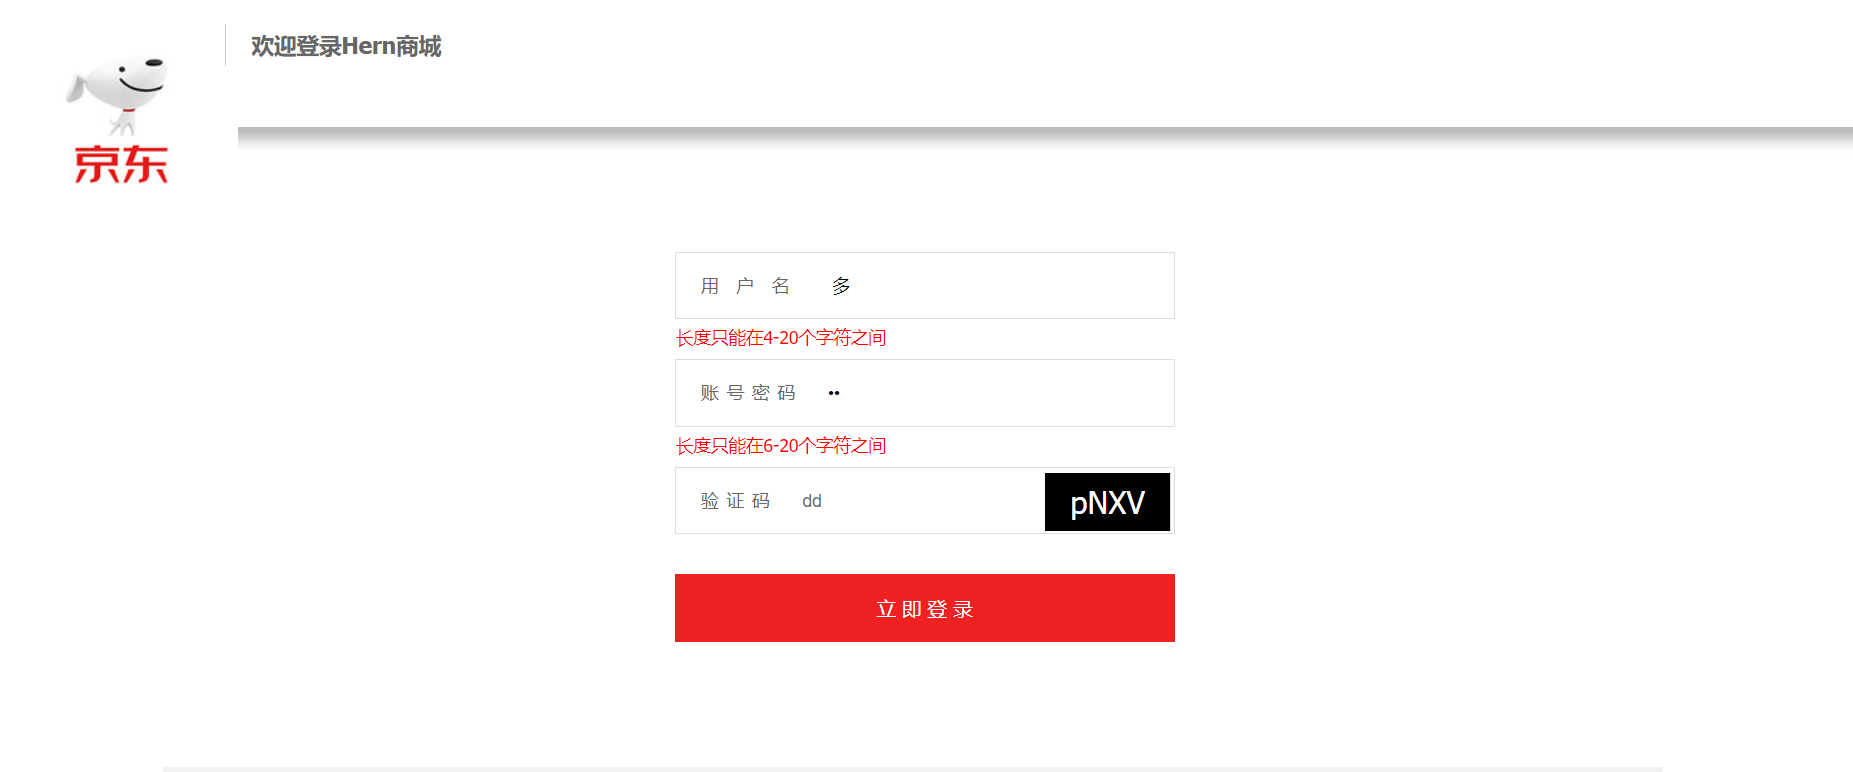 欢迎登录Hern商城
京东
用 户 名 多
长度只能在4-20个字符之间
账 号 密 码 ••
长度只能在6-20个字符之间
验 证 码 dd pNXV
立即登录